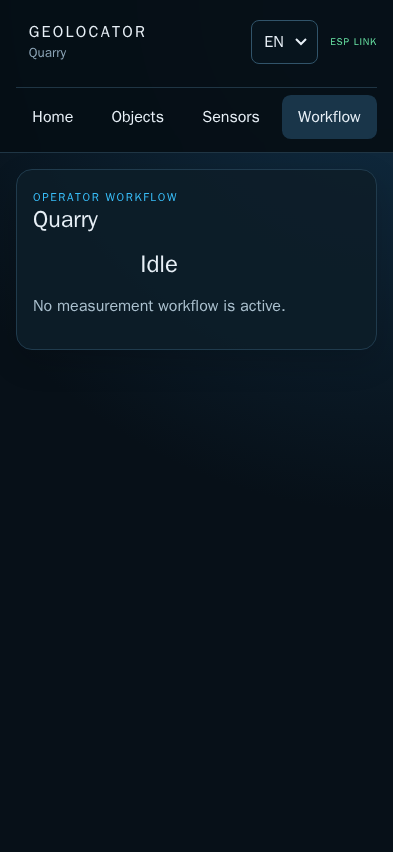 GEOLOCATOR
Quarry
EN
ESP LINK
Home
Objects
Sensors
Workflow
OPERATOR WORKFLOW
Quarry
Idle
No measurement workflow is active.